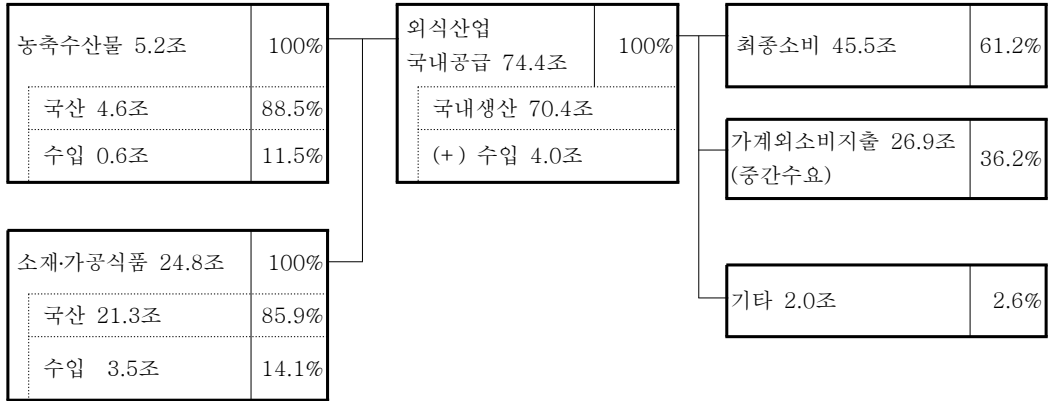 농축수산물 5.2조 100%
국산 4.6조 88.5%
수입 0.6조 11.5%
소재·가공식품 24.8조 100%
국산 21.3조 85.9%
수입 3.5조 14.1%
외식산업
국내공급 74.4조 100%
국내생산 70.4조
(+) 수입 4.0조
최종소비 45.5조 61.2%
가계외소비지출 26.9조
(중간수요) 36.2%
기타 2.0조 2.6%